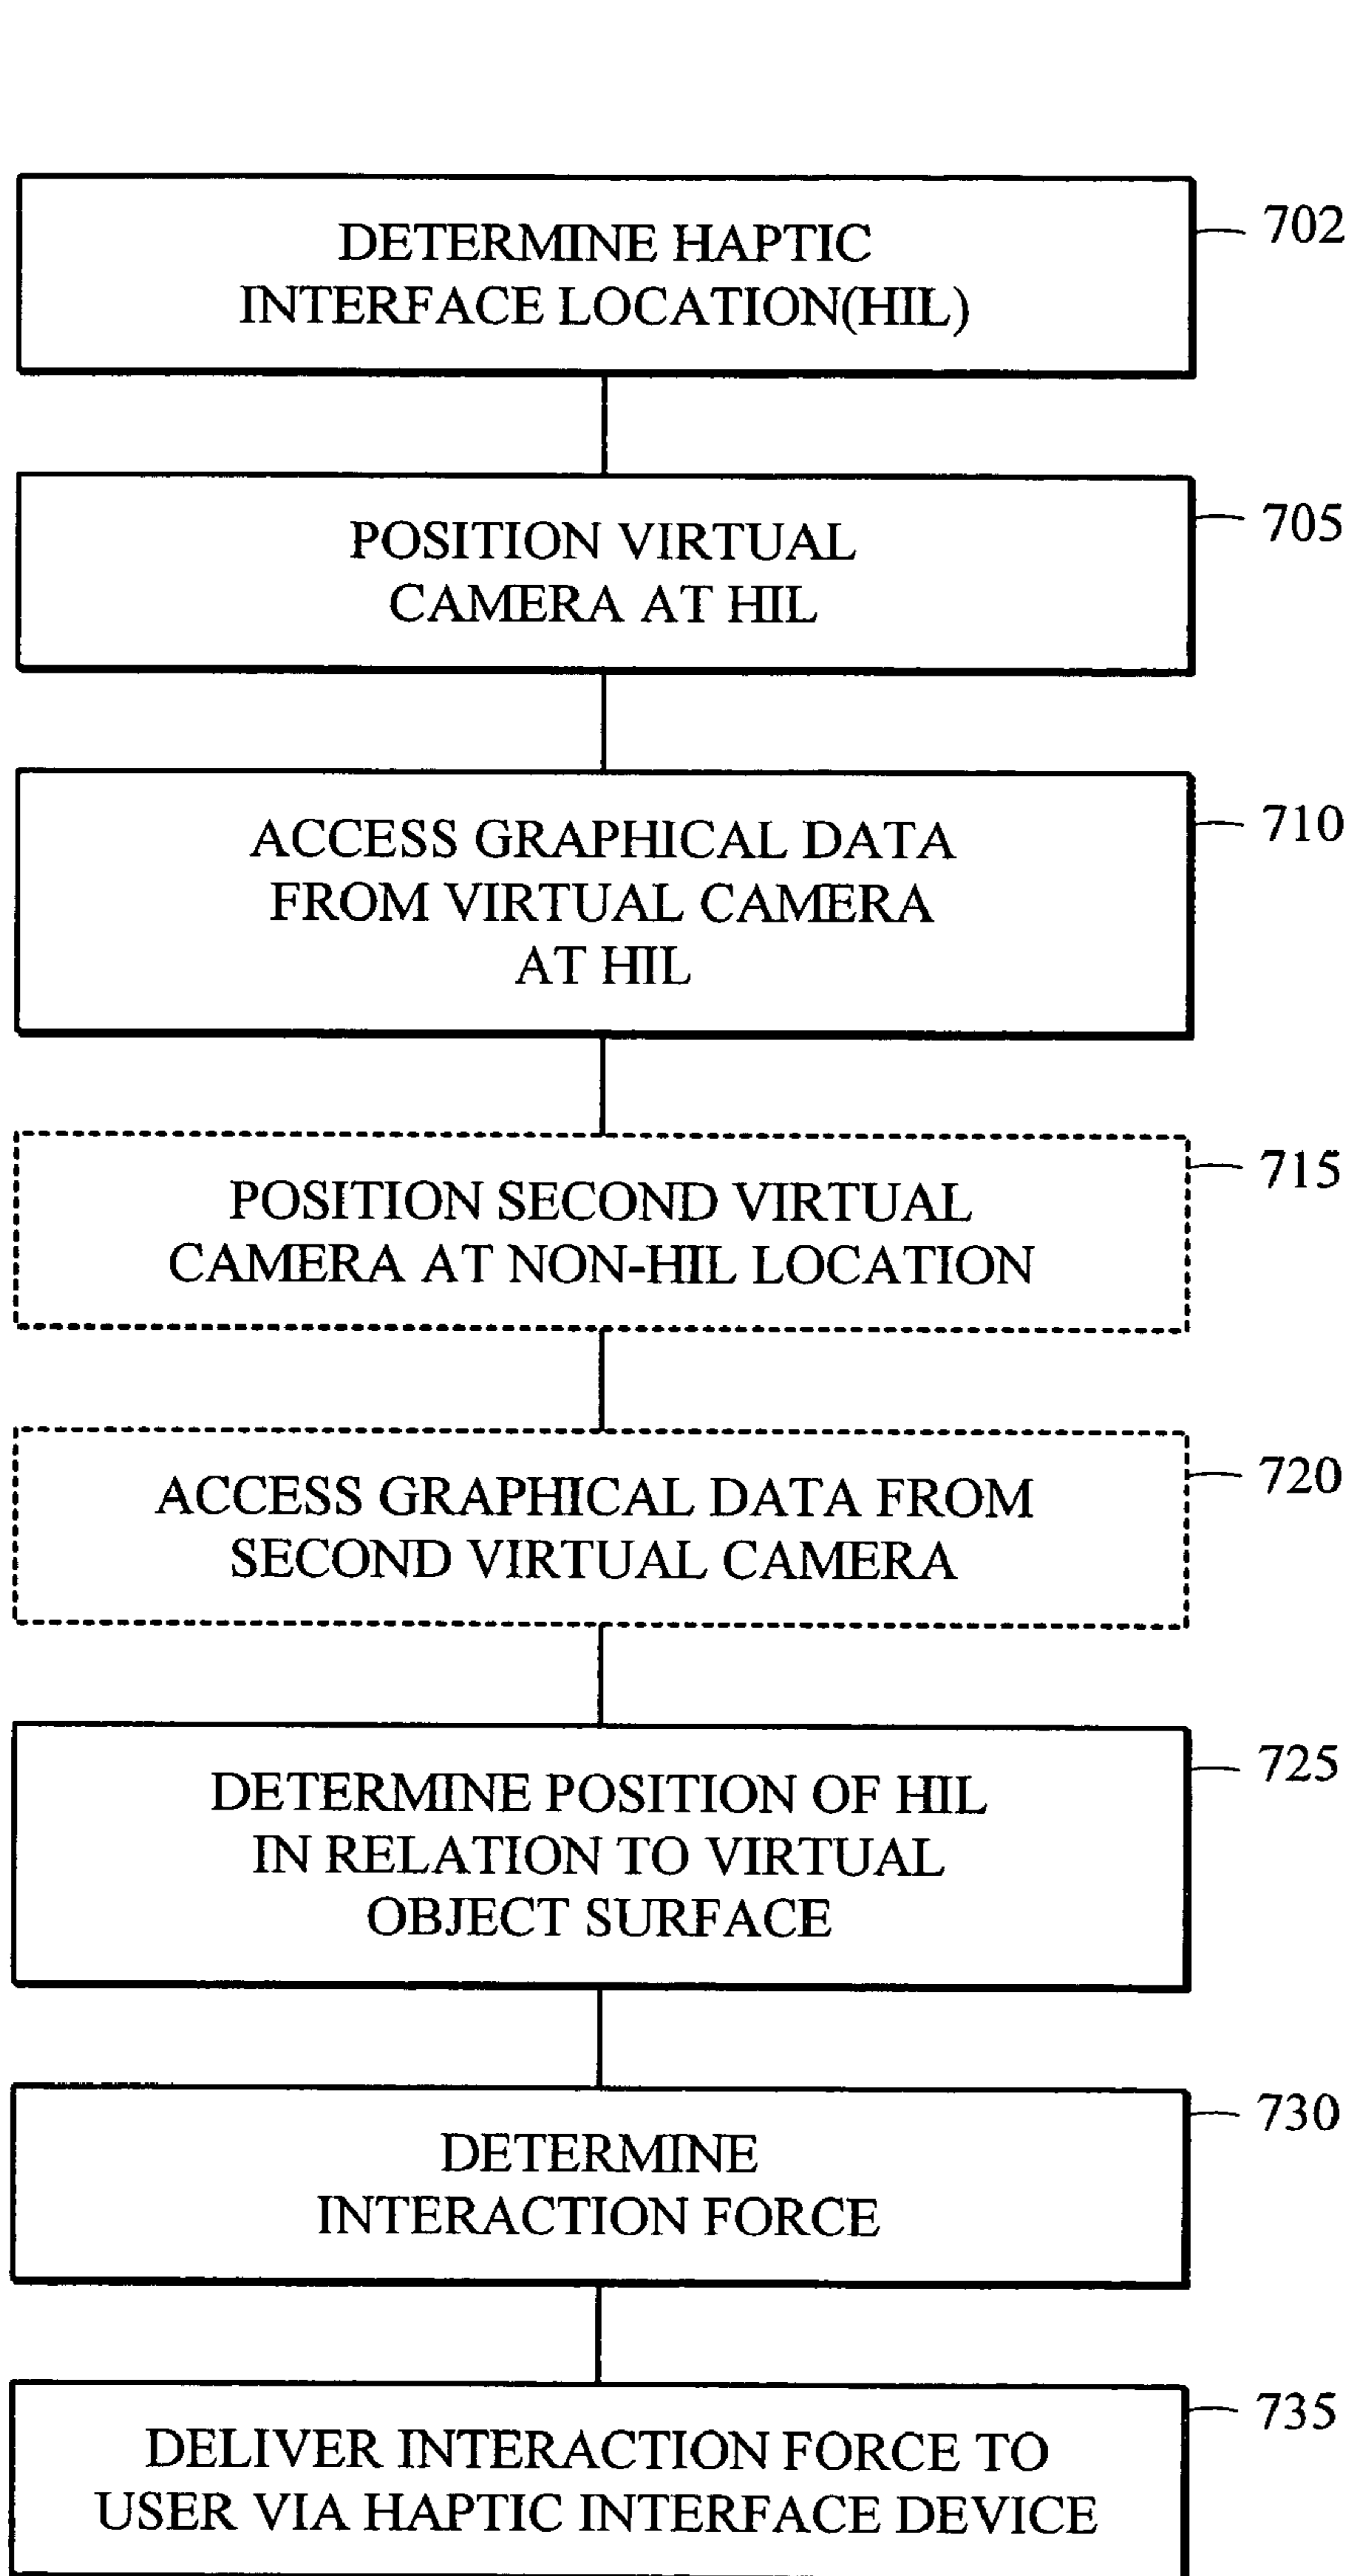 DETERMINE HAPTIC
INTERFACE LOCATION(HIL)
702
POSITION VIRTUAL
CAMERA AT HIL
705
ACCESS GRAPHICAL DATA
FROM VIRTUAL CAMERA
AT HIL
710
POSITION SECOND VIRTUAL
CAMERA AT NON-HIL LOCATION
715
ACCESS GRAPHICAL DATA FROM
SECOND VIRTUAL CAMERA
720
DETERMINE POSITION OF HIL
IN RELATION TO VIRTUAL
OBJECT SURFACE
725
DETERMINE
INTERACTION FORCE
730
DELIVER INTERACTION FORCE TO
USER VIA HAPTIC INTERFACE DEVICE
735